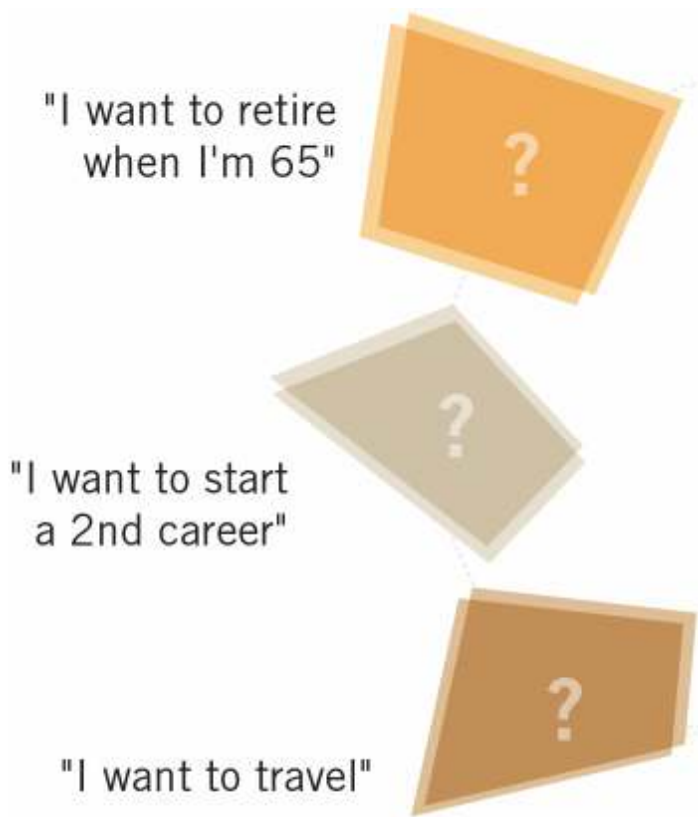 "I want to retire
when I'm 65"
?
?
"I want to start
a 2nd career"
?
"I want to travel"